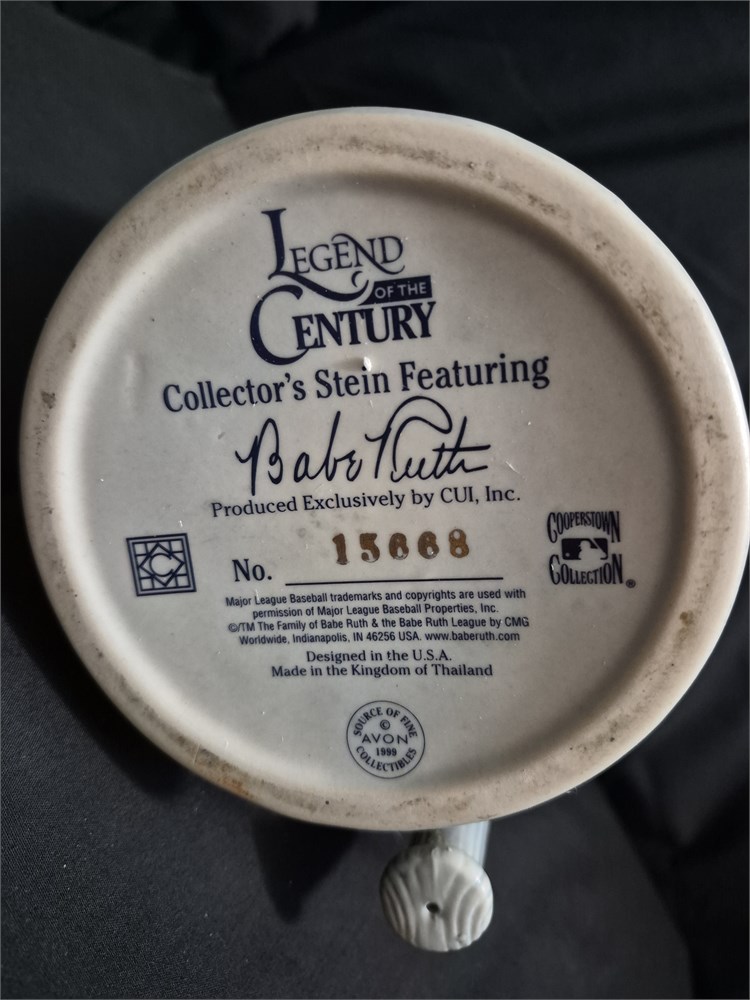 LEGEND
OF THE
CENTURY
Collector's Stein Featuring
Babe Ruth
Produced Exclusively by CUI, Inc.
COOPERSTOWN
COLLECTION®
C
No. 15668
Major League Baseball trademarks and copyrights are used with
permission of Major League Baseball Properties, Inc.
©/TM The Family of Babe Ruth & the Babe Ruth League by CMG
Worldwide, Indianapolis, IN 46256 USA. www.baberuth.com
Designed in the U.S.A.
Made in the Kingdom of Thailand
SOURCE OF FINE
©
AVON
1999
COLLECTIBLES